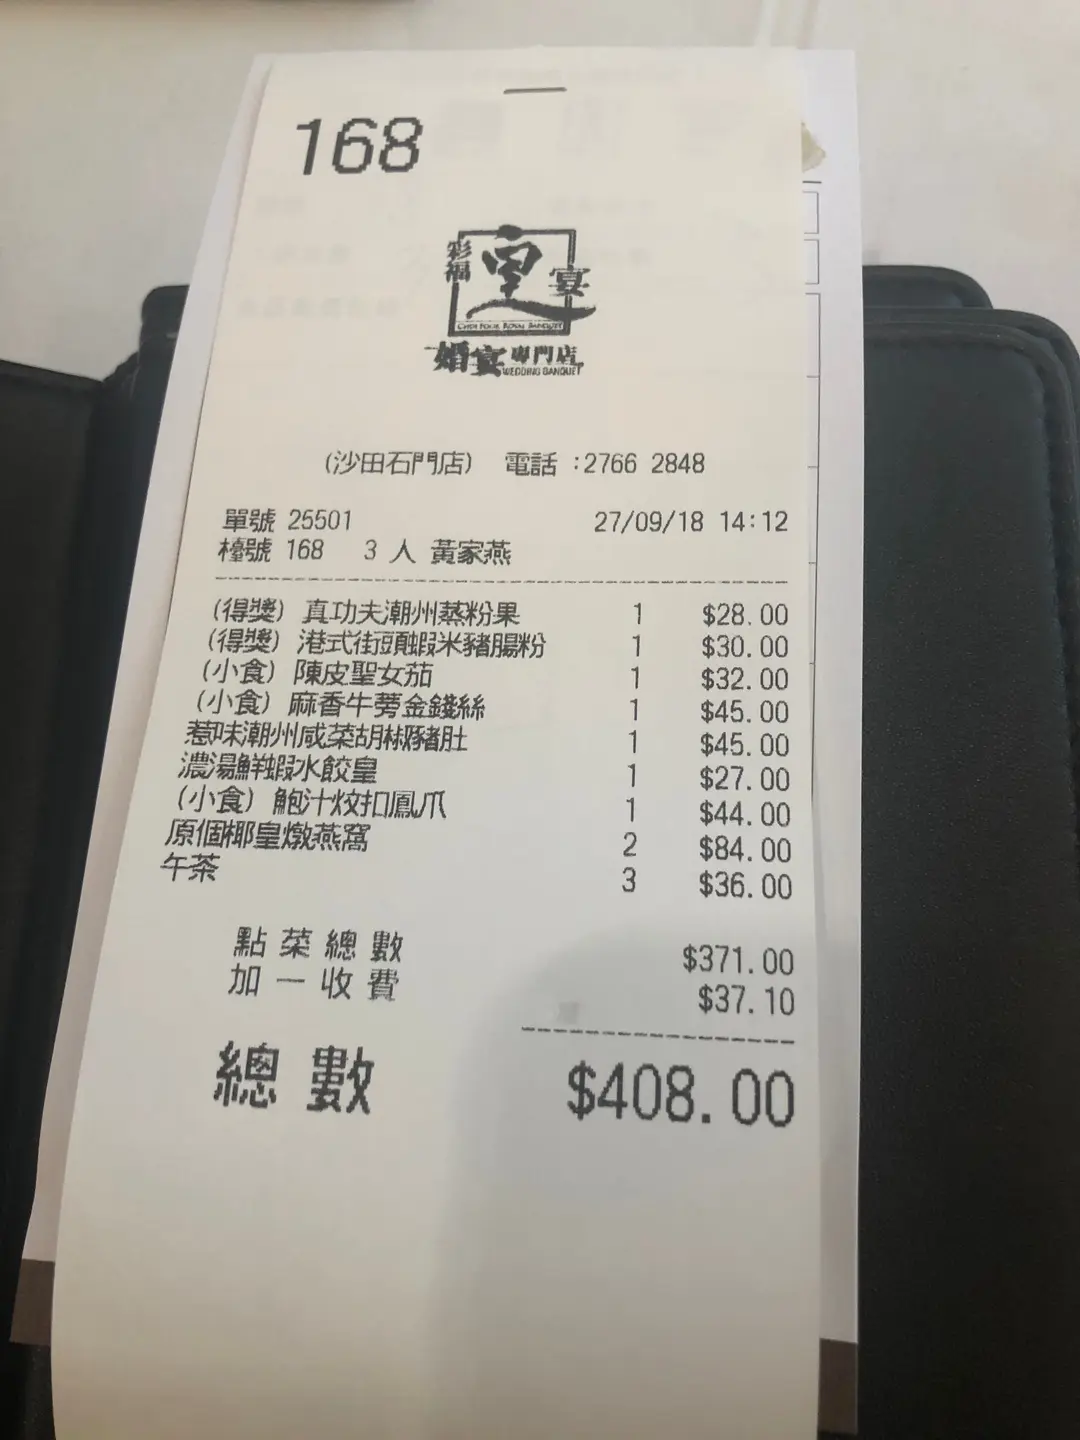 168
彩福 皇 宴
CHOI FOOK ROYAL BANQUET
婚宴專門店
WEDDING BANQUET
(沙田石門店) 電話 :2766 2848
單號 25501 27/09/18 14:12
檯號 168 3 人 黃家燕
(得獎) 真功夫潮州蒸粉果 1 $28.00
(得獎) 港式街頭蝦米豬腸粉 1 $30.00
(小食) 陳皮聖女茄 1 $32.00
(小食) 麻香牛蒡金錢絲 1 $45.00
惹味潮州咸菜胡椒豬肚 1 $45.00
濃湯鮮蝦水餃皇 1 $27.00
(小食) 鮑汁炆扣鳳爪 1 $44.00
原個椰皇燉燕窩 2 $84.00
午茶 3 $36.00
點菜總數 $371.00
加一收費 $37.10
總數 $408.00